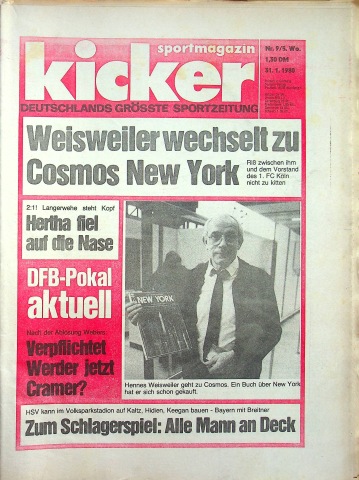 sportmagazin
kicker
DEUTSCHLANDS GRÖSSTE SPORTZEITUNG
Nr. 9/5. Wo.
1,50 DM
31. 1. 1980
Weisweiler wechselt zu
Cosmos New York
Riß zwischen ihm
und dem Vorstand
des 1. FC Köln
nicht zu kitten
2:1! Langerwehe steht Kopf
Hertha fiel
auf die Nase
DFB-Pokal
aktuell
Nach der Ablösung Webers:
Verpflichtet
Werder jetzt
Cramer?
NEW YORK
Hennes Weisweiler geht zu Cosmos. Ein Buch über New York
hat er sich schon gekauft.
HSV kann im Volksparkstadion auf Kaltz, Hidien, Keegan bauen - Bayern mit Breitner
Zum Schlagerspiel: Alle Mann an Deck